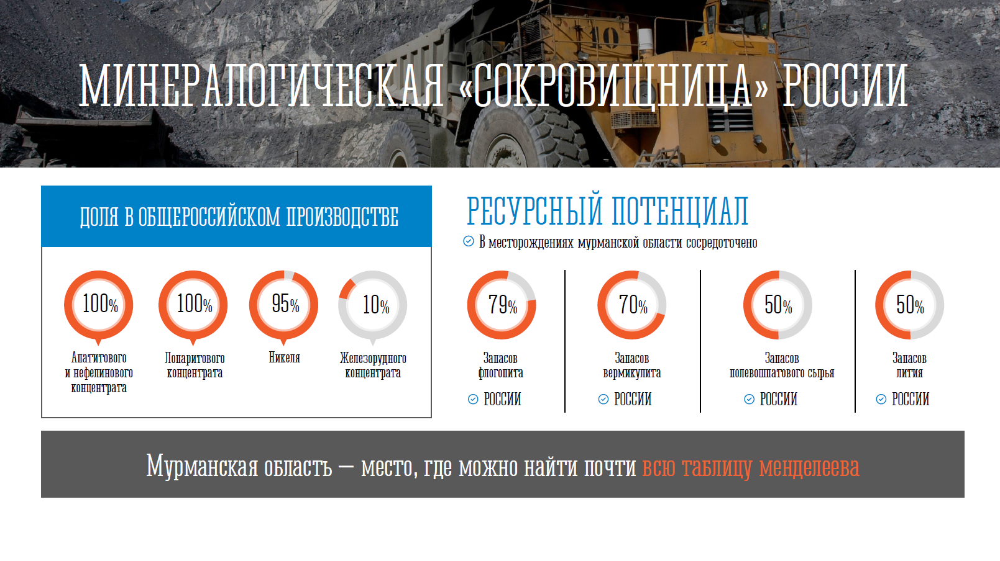 10
МИНЕРАЛОГИЧЕСКАЯ «СОКРОВИЩНИЦА» РОССИИ
ДОЛЯ В ОБЩЕРОССИЙСКОМ ПРОИЗВОДСТВЕ
100%
Апатитового
и нефелинового
концентрата
100%
Лопаритового
концентрата
95%
Никеля
10%
Железорудного
концентрата
РЕСУРСНЫЙ ПОТЕНЦИАЛ
В месторождениях мурманской области сосредоточено
79%
Запасов
флогопита
РОССИИ
70%
Запасов
вермикулита
РОССИИ
50%
Запасов
полевошпатового сырья
РОССИИ
50%
Запасов
лития
РОССИИ
Мурманская область — место, где можно найти почти всю таблицу менделеева